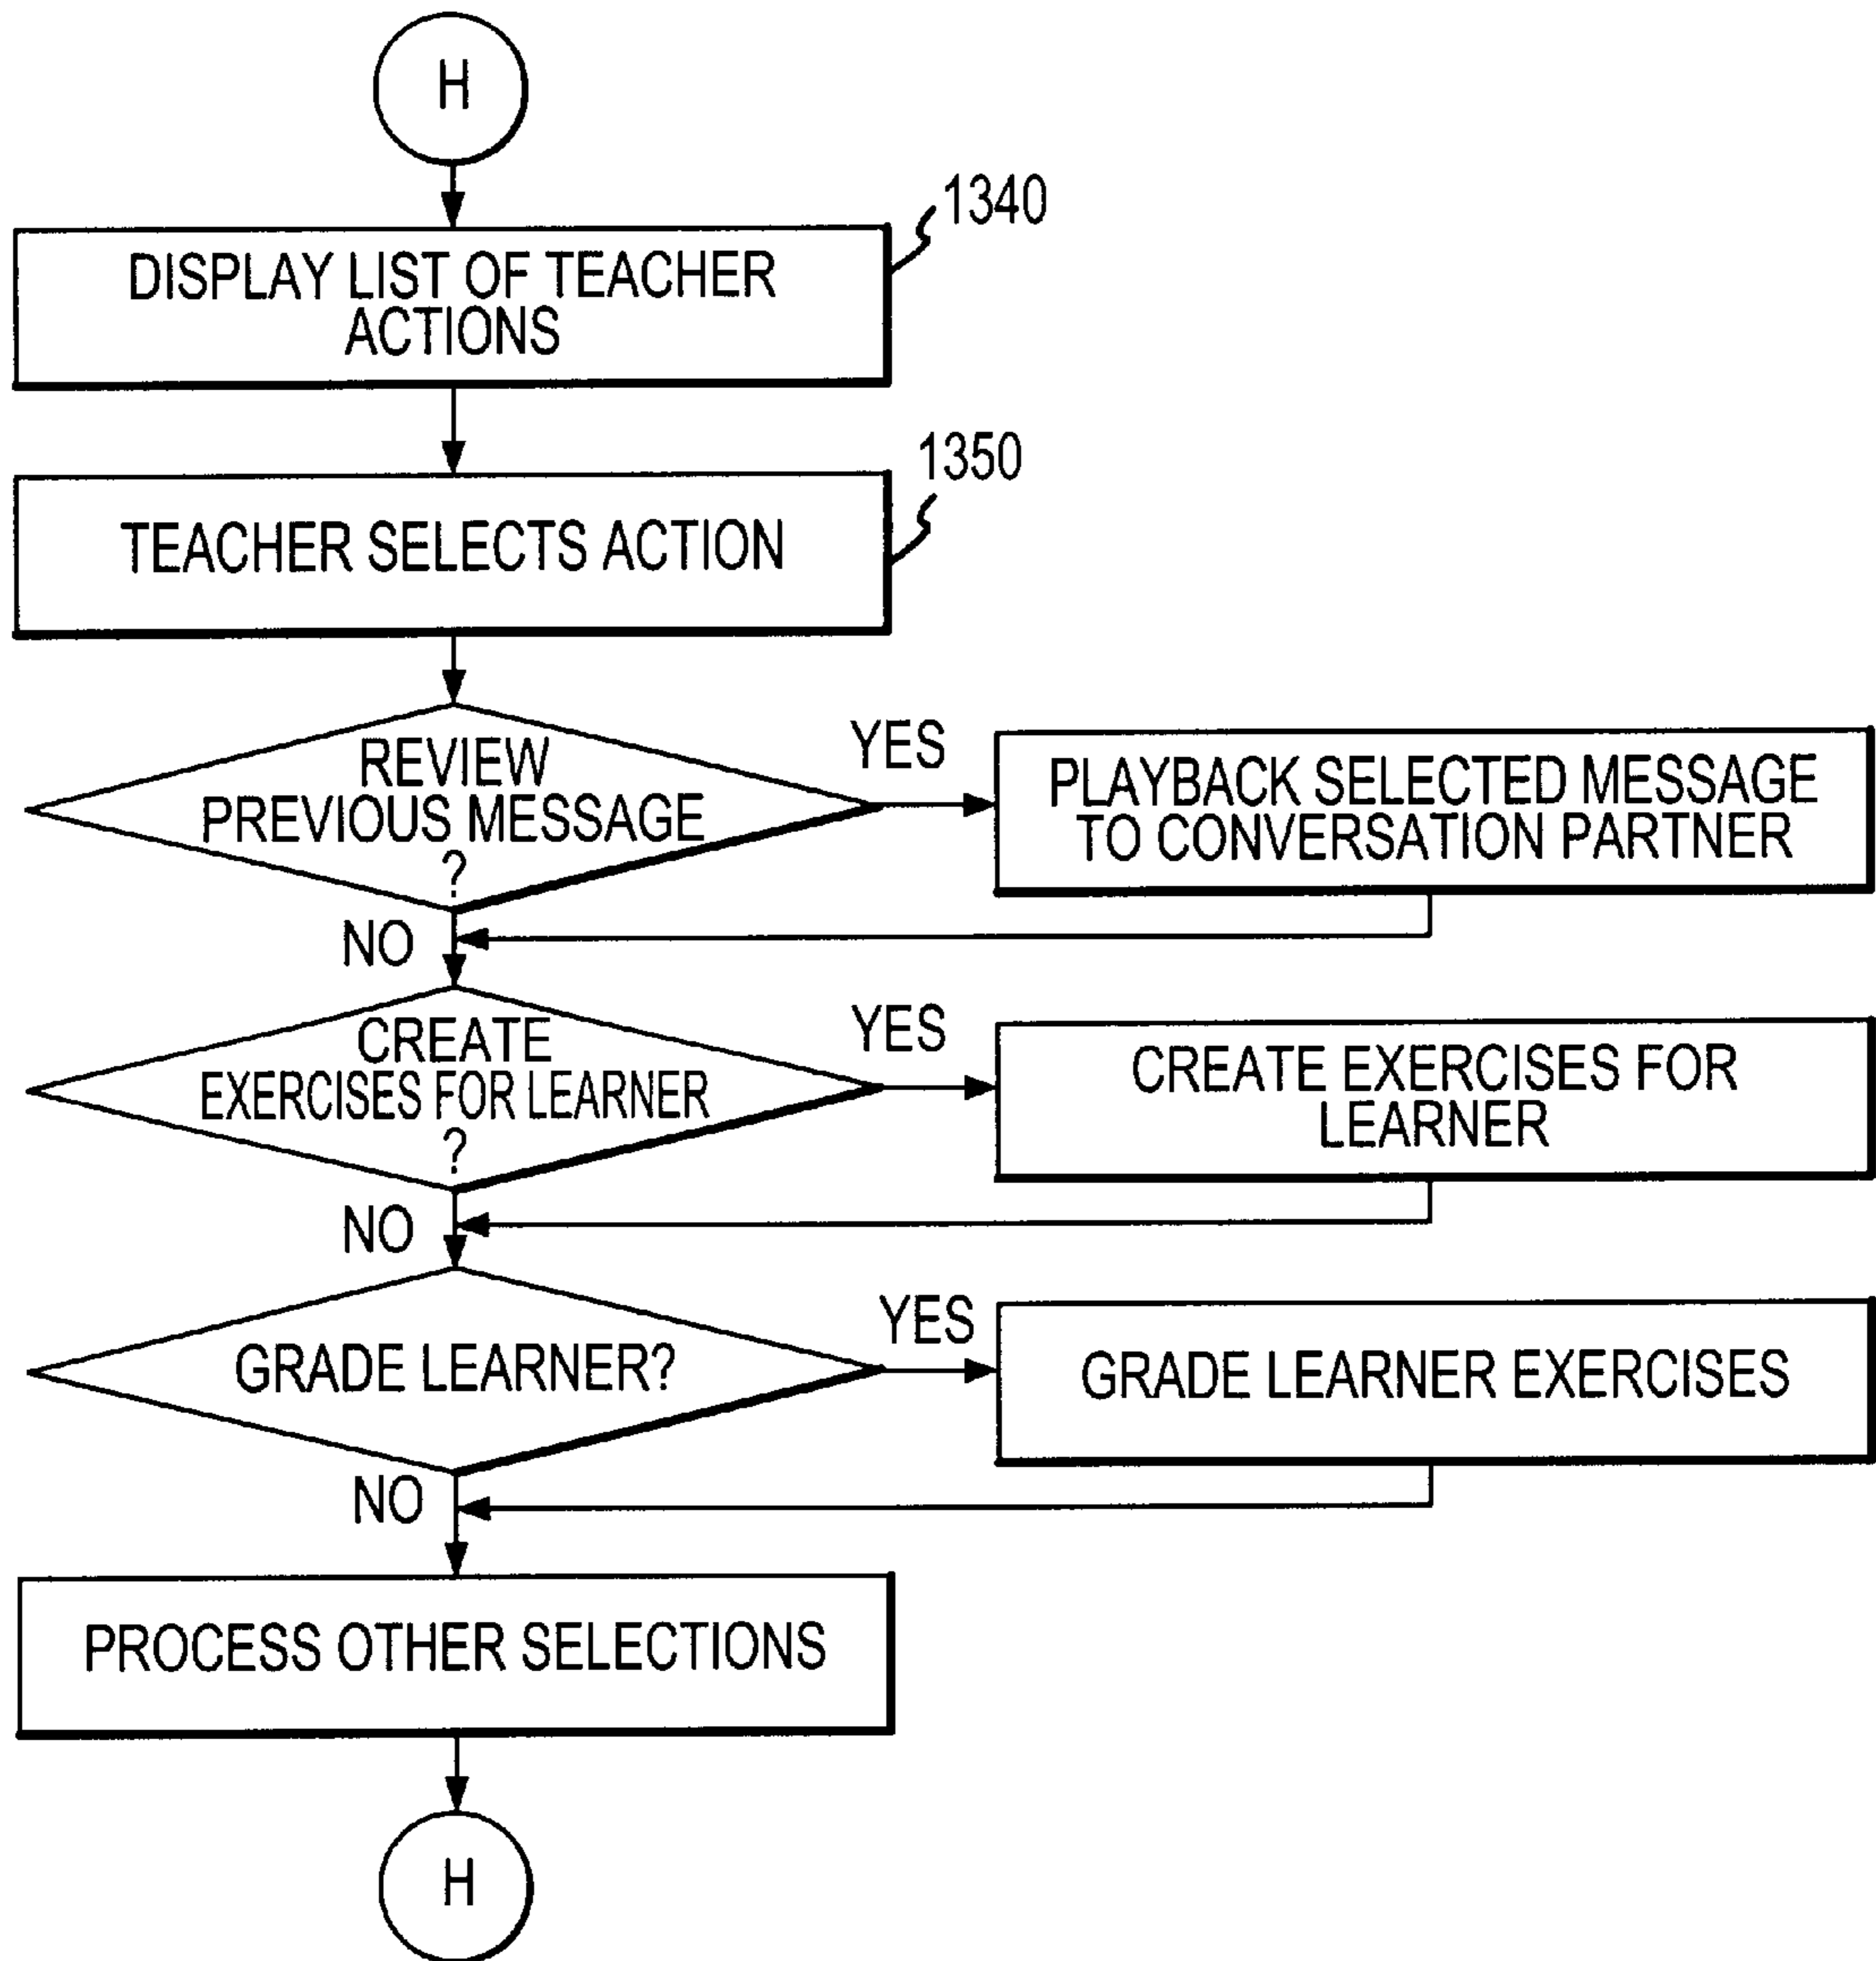 H
1340
DISPLAY LIST OF TEACHER
ACTIONS
1350
TEACHER SELECTS ACTION
REVIEW
PREVIOUS MESSAGE
?
YES
PLAYBACK SELECTED MESSAGE
TO CONVERSATION PARTNER
NO
CREATE
EXERCISES FOR LEARNER
?
YES
CREATE EXERCISES FOR
LEARNER
NO
GRADE LEARNER?
YES
GRADE LEARNER EXERCISES
NO
PROCESS OTHER SELECTIONS
H